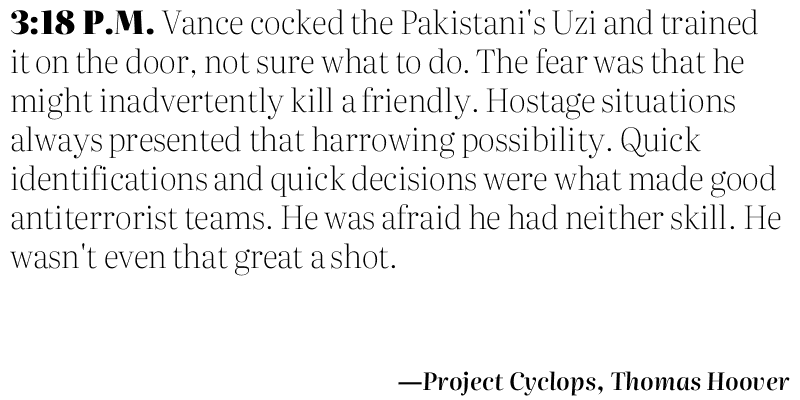 3:18 P.M. Vance cocked the Pakistani's Uzi and trained
it on the door, not sure what to do. The fear was that he
might inadvertently kill a friendly. Hostage situations
always presented that harrowing possibility. Quick
identifications and quick decisions were what made good
antiterrorist teams. He was afraid he had neither skill. He
wasn't even that great a shot.
—Project Cyclops, Thomas Hoover